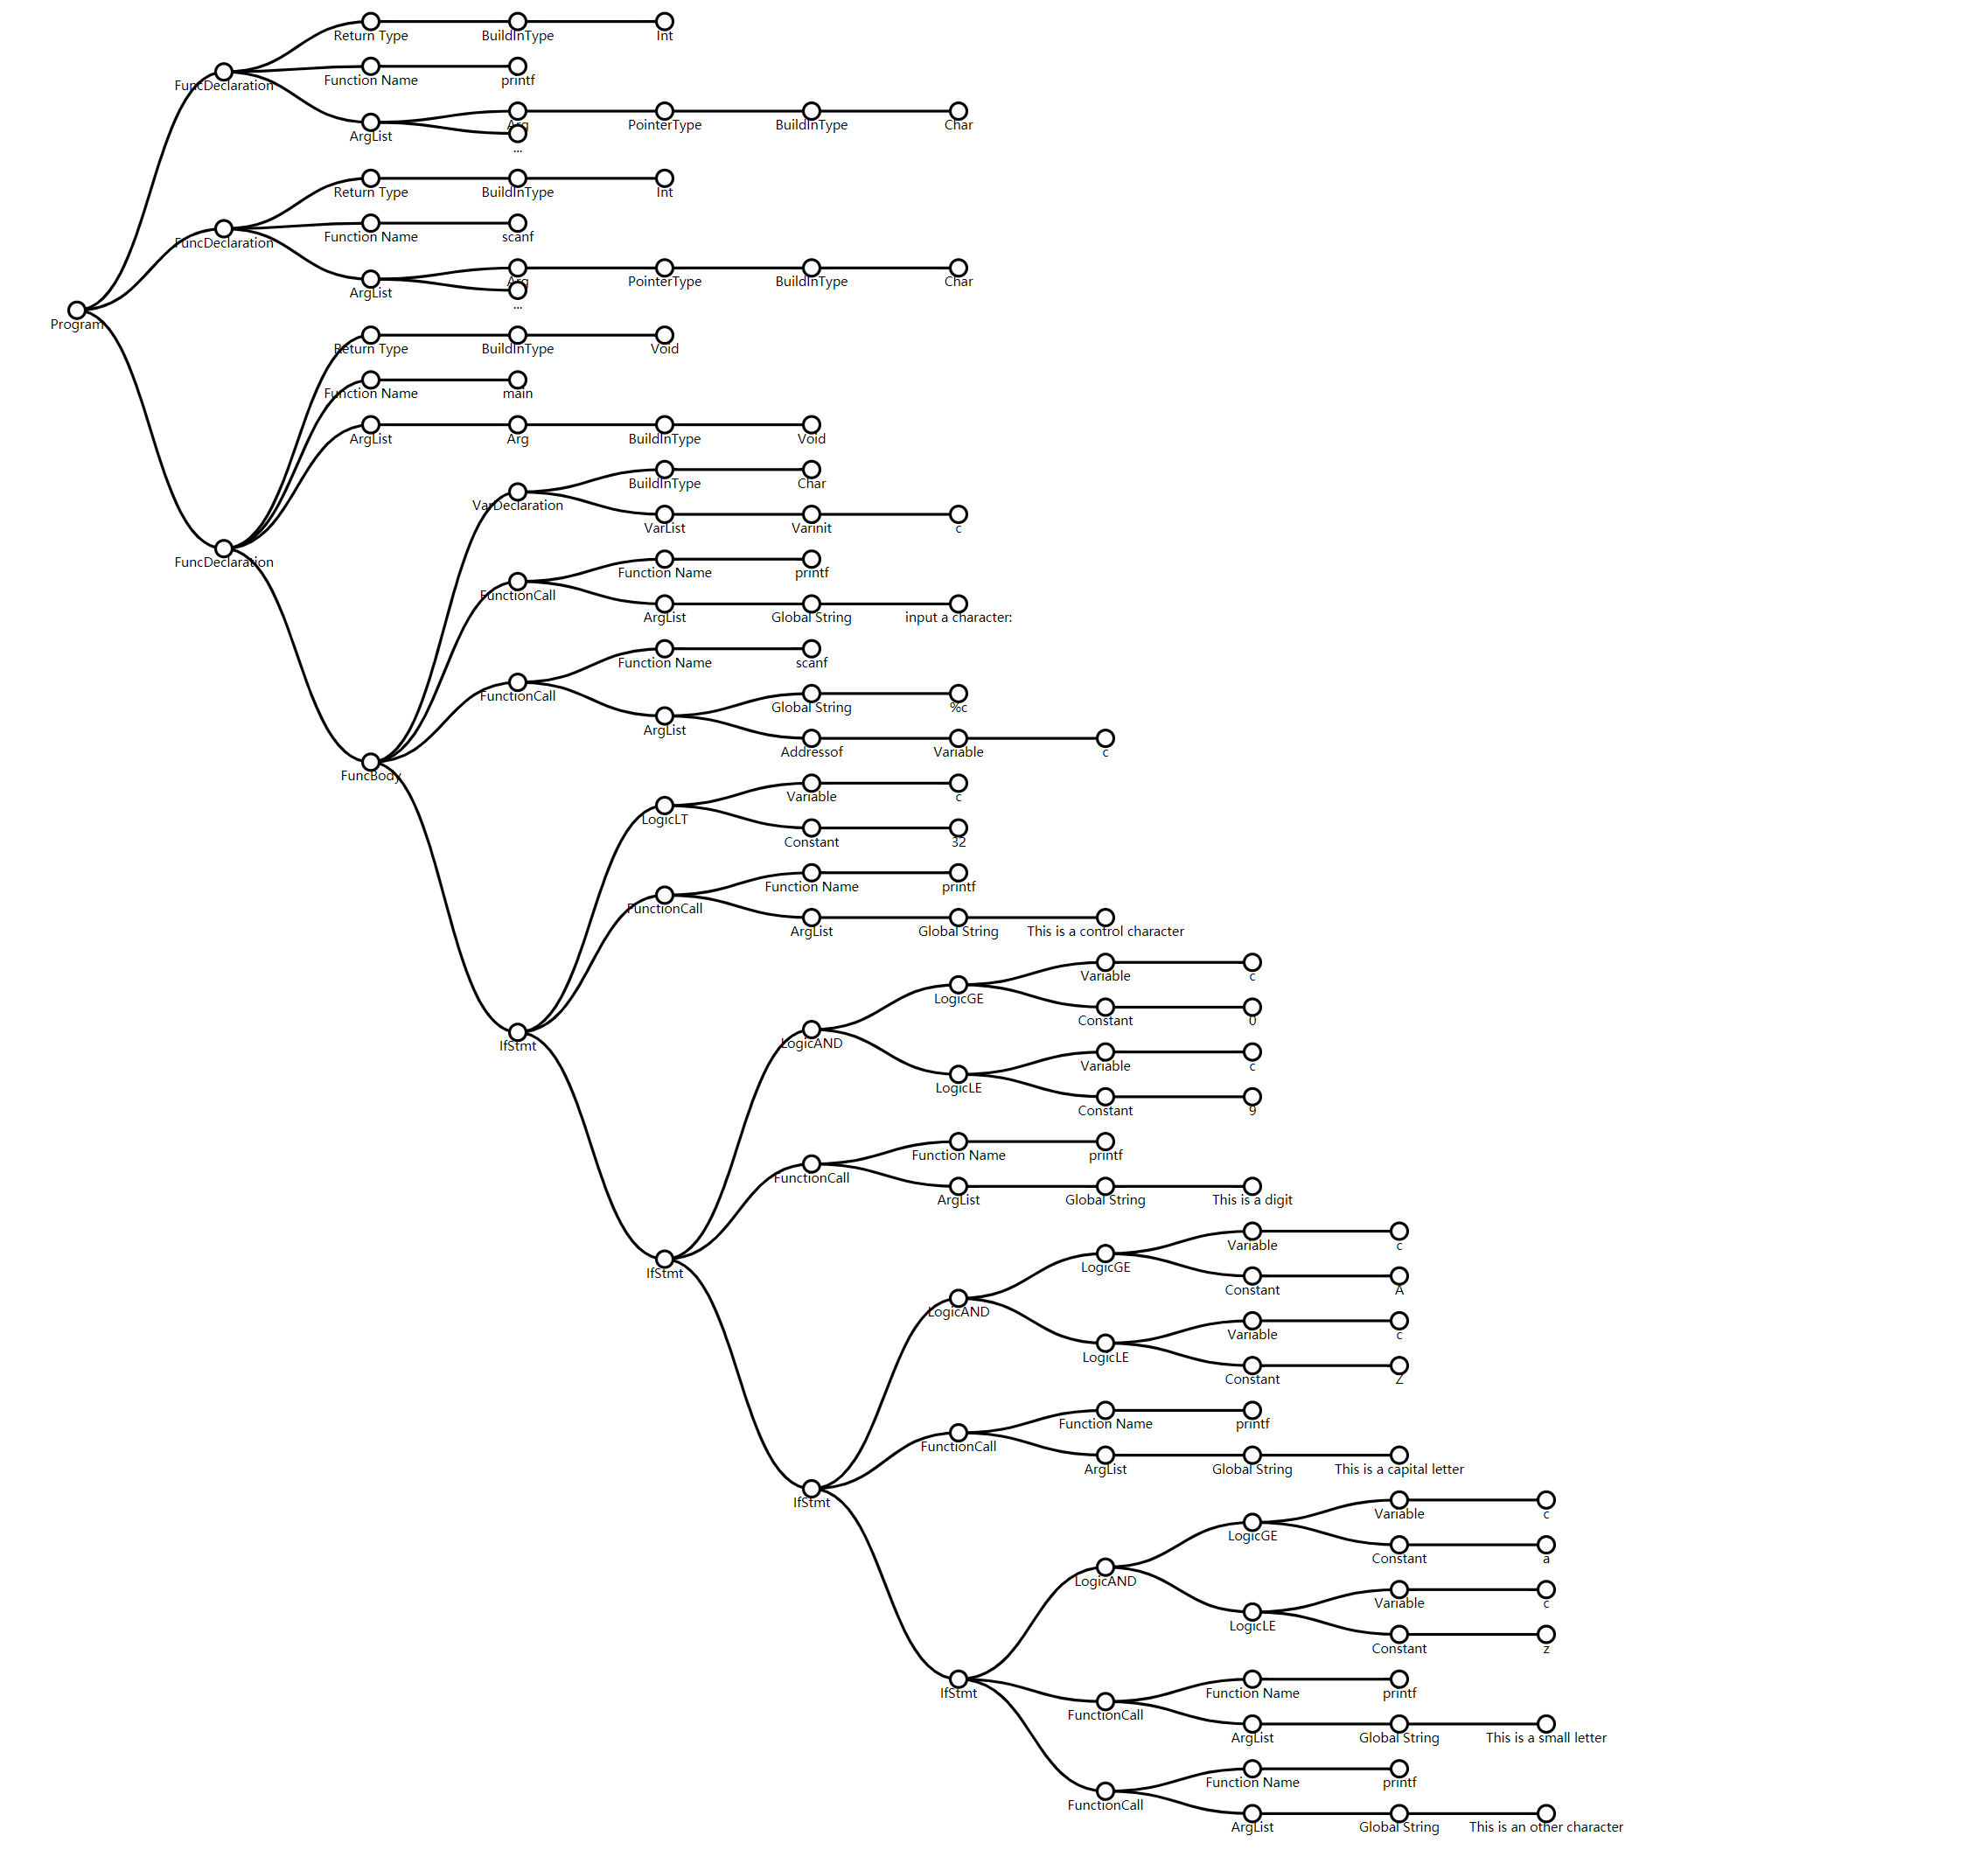 Return Type BuildInType Int
FuncDeclaration Function Name printf
Arg PointerType BuildInType Char
ArgList
...
Return Type BuildInType Int
FuncDeclaration Function Name scanf
Arg PointerType BuildInType Char
ArgList
...
Program
Return Type BuildInType Void
Function Name main
ArgList Arg BuildInType Void
BuildInType Char
VarDeclaration
VarList Varinit c
FuncDeclaration
Function Name printf
FunctionCall
ArgList Global String input a character:
Function Name scanf
FunctionCall
Global String %c
ArgList
Addressof Variable c
FuncBody
Variable c
LogicLT
Constant 32
Function Name printf
FunctionCall
ArgList Global String This is a control character
Variable c
LogicGE
Constant 0
IfStmt LogicAND
Variable c
LogicLE
Constant 9
Function Name printf
FunctionCall
ArgList Global String This is a digit
Variable c
LogicGE
IfStmt
Constant A
LogicAND
Variable c
LogicLE
Constant Z
Function Name printf
FunctionCall
ArgList Global String This is a capital letter
IfStmt
Variable c
LogicGE
Constant a
LogicAND
Variable c
LogicLE
Constant z
IfStmt Function Name printf
FunctionCall
ArgList Global String This is a small letter
Function Name printf
FunctionCall
ArgList Global String This is an other character